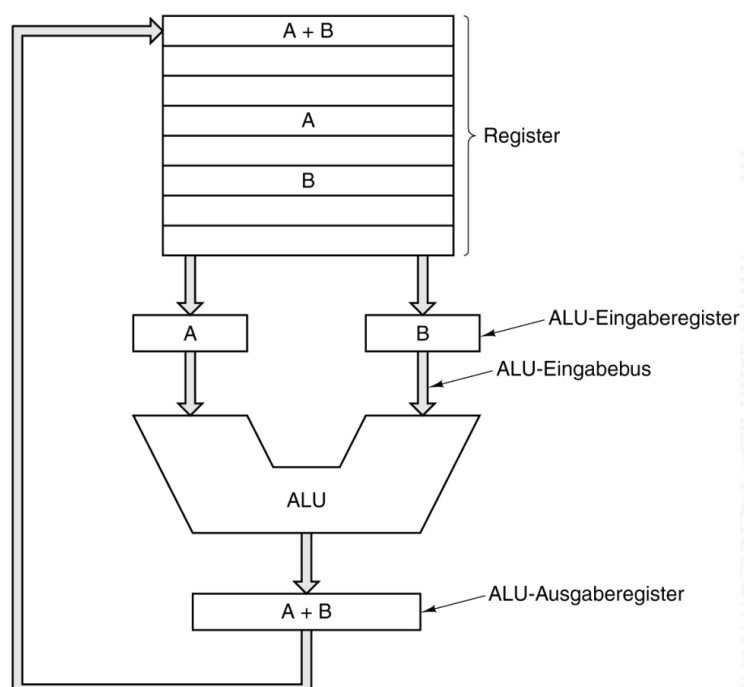 A + B
A
Register
B
A
B
ALU-Eingaberegister
ALU-Eingabebus
ALU
A + B
ALU-Ausgaberegister